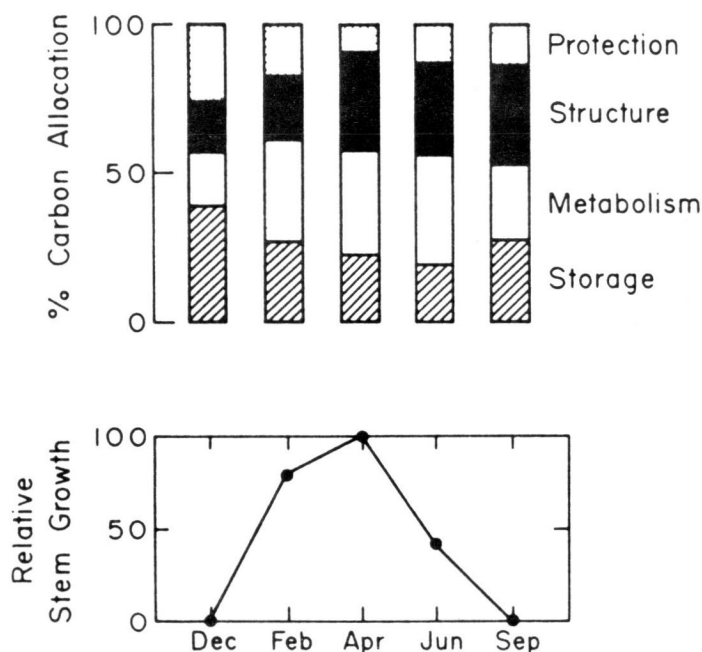 100
50
0
% Carbon Allocation
Protection
Structure
Metabolism
Storage
100
50
0
Relative
Stem Growth
Dec Feb Apr Jun Sep